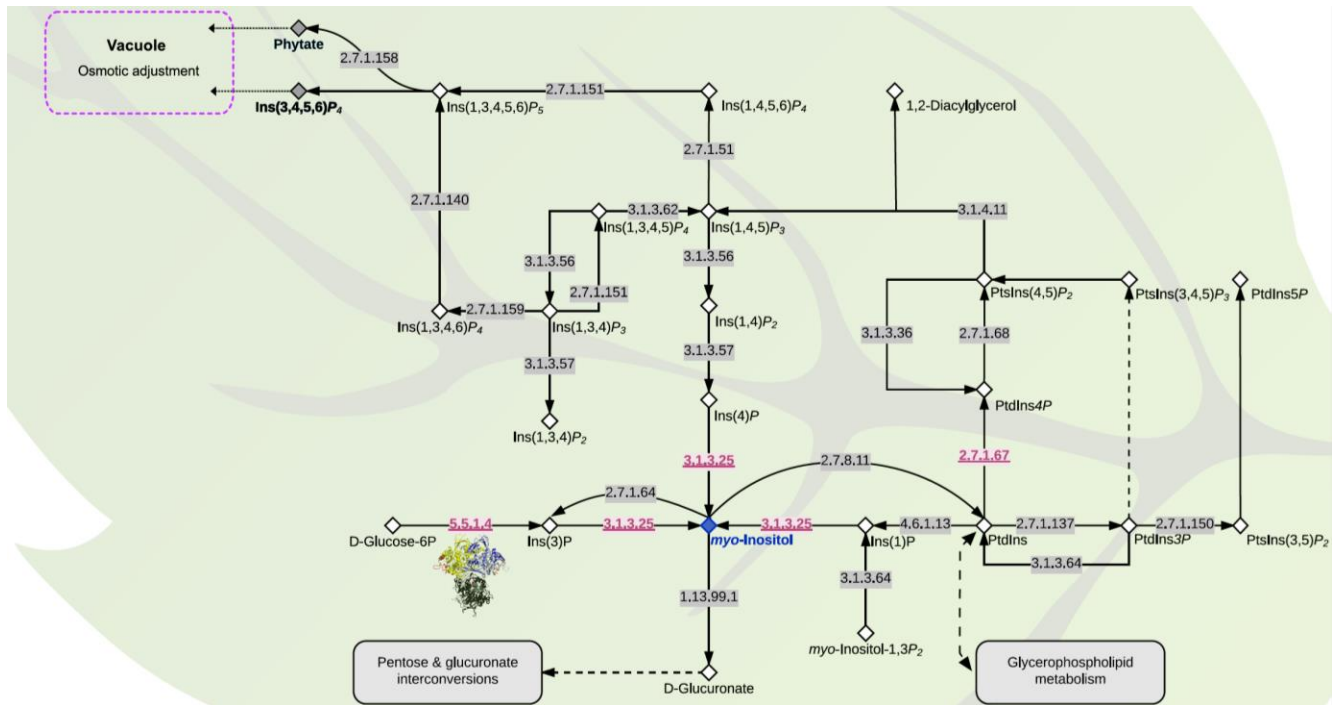 Vacuole
Osmotic adjustment
Phytate
2.7.1.158
Ins(3,4,5,6)P4
Ins(1,3,4,5,6)P5
2.7.1.151
Ins(1,4,5,6)P4
1,2-Diacylglycerol
2.7.1.51
2.7.1.140
Ins(1,3,4,5)P4
3.1.3.62
Ins(1,4,5)P3
3.1.4.11
3.1.3.56
2.7.1.151
3.1.3.56
PtsIns(4,5)P2
PtsIns(3,4,5)P3
PtdIns5P
Ins(1,3,4,6)P4
2.7.1.159
Ins(1,3,4)P3
Ins(1,4)P2
3.1.3.36
2.7.1.68
3.1.3.57
3.1.3.57
Ins(1,3,4)P2
Ins(4)P
PtdIns4P
3.1.3.25
2.7.8.11
2.7.1.67
2.7.1.64
D-Glucose-6P
5.5.1.4
Ins(3)P
3.1.3.25
myo-Inositol
3.1.3.25
Ins(1)P
4.6.1.13
PtdIns
2.7.1.137
PtdIns3P
2.7.1.150
PtsIns(3,5)P2
3.1.3.64
3.1.3.64
1.13.99.1
myo-Inositol-1,3P2
Pentose & glucuronate
interconversions
D-Glucuronate
Glycerophospholipid
metabolism